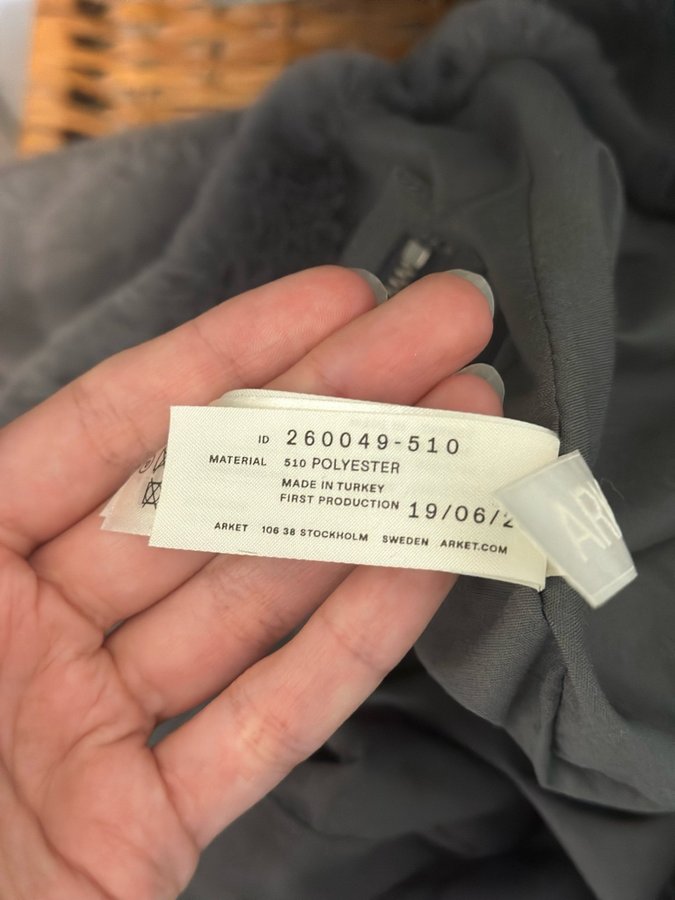 ID 260049-510
MATERIAL 510 POLYESTER
MADE IN TURKEY
FIRST PRODUCTION 19/06/2
ARKET 106 38 STOCKHOLM SWEDEN ARKET.COM